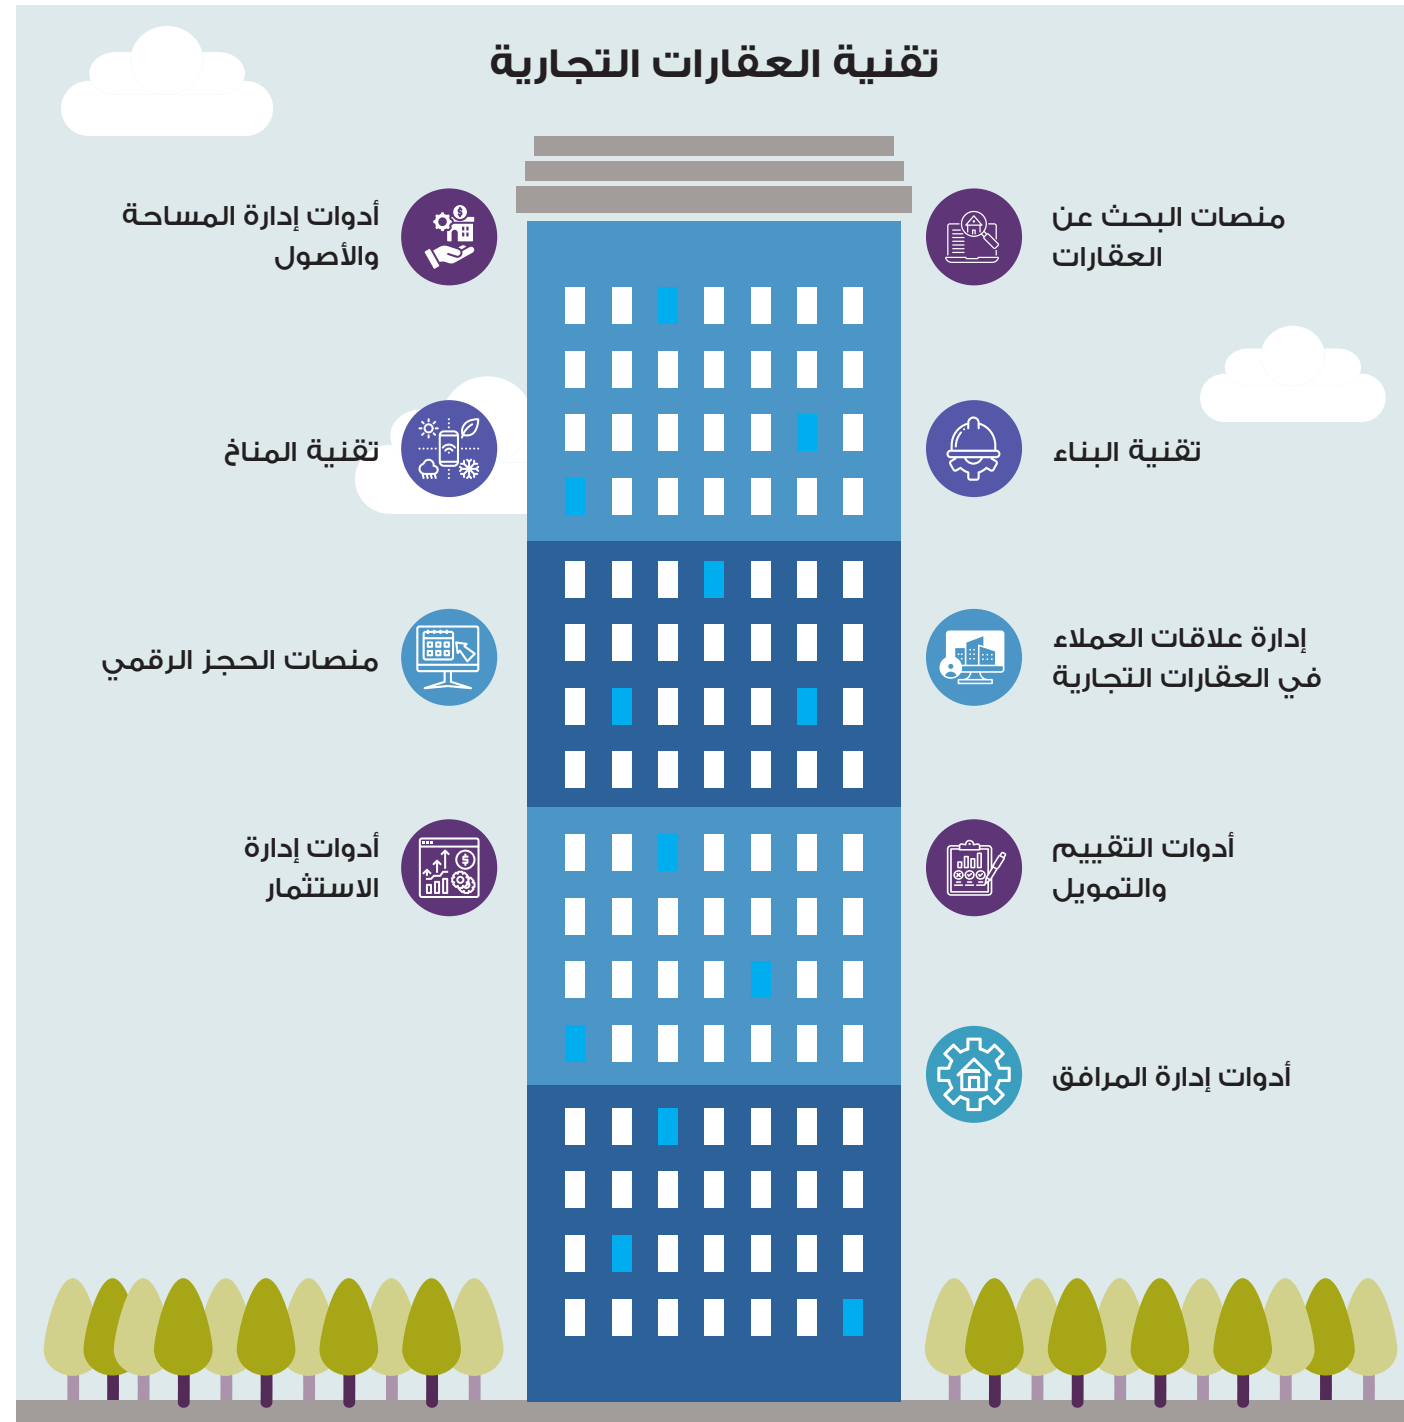 تقنية العقارات التجارية
منصات البحث عن
العقارات
تقنية البناء
إدارة علاقات العملاء
في العقارات التجارية
أدوات التقييم
والتمويل
أدوات إدارة المرافق
أدوات إدارة المساحة
والأصول
تقنية المناخ
منصات الحجز الرقمي
أدوات إدارة
الاستثمار